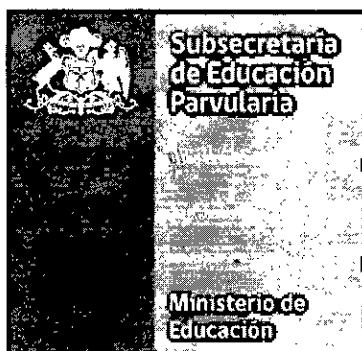 Subsecretaría
de Educación
Parvularia
Ministerio de
Educación